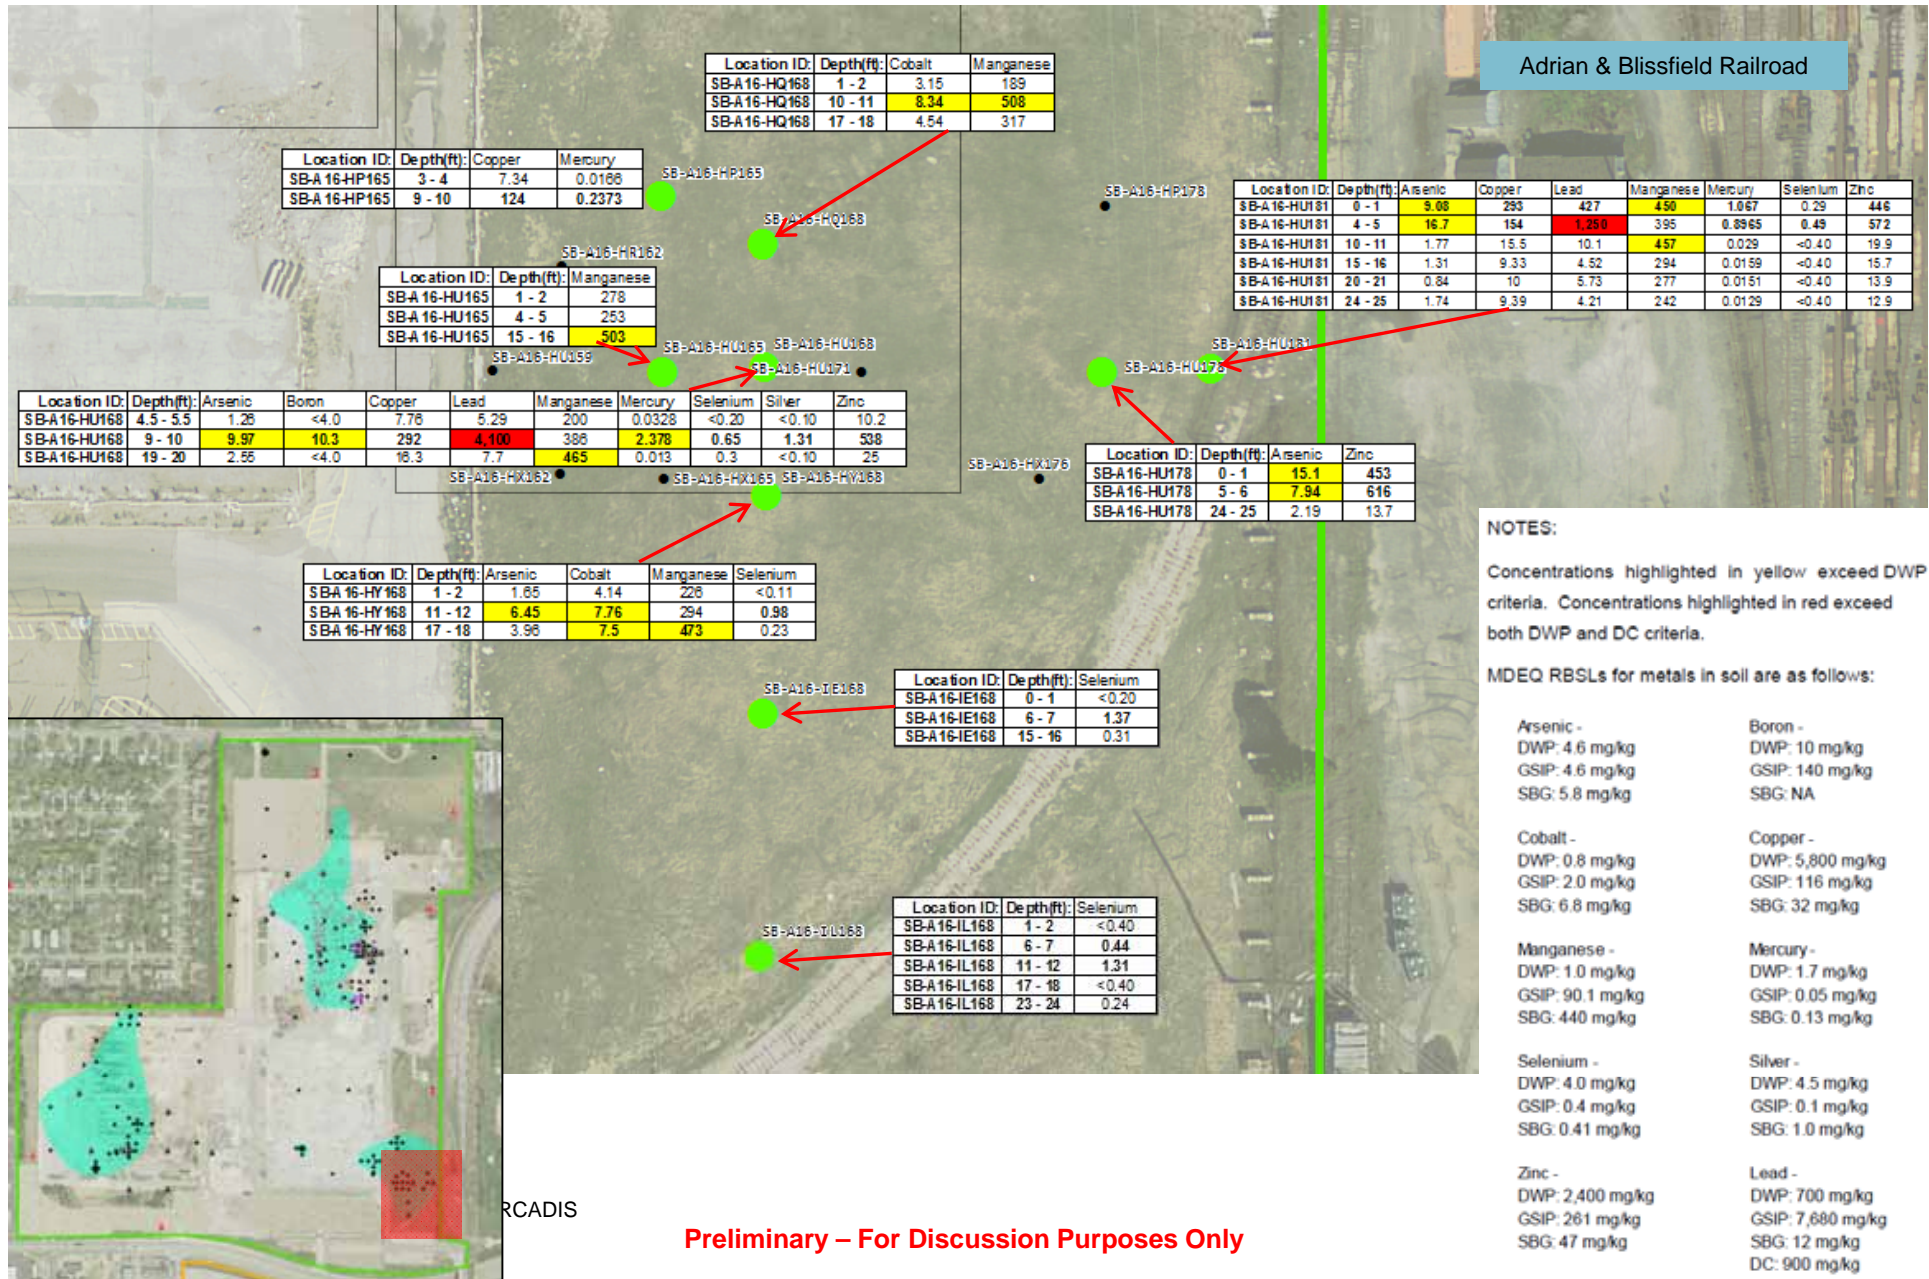 Adrian & Blissfield Railroad
Location ID: Depth(ft): Cobalt Manganese
SB-A16-HQ168 1 - 2 3.15 189
SB-A16-HQ168 10 - 11 8.34 508
SB-A16-HQ168 17 - 18 4.54 317
Location ID: Depth(ft): Copper Mercury
SB-A16-HP165 3 - 4 7.34 0.0166
SB-A16-HP165 9 - 10 124 0.2373
SB-A16-HP165
SB-A16-HQ168
SB-A16-HP178
SB-A16-HR162
Location ID: Depth(ft): Arsenic Copper Lead Manganese Mercury Selenium Zinc
SB-A16-HU181 0 - 1 9.08 293 427 450 1.067 0.29 446
SB-A16-HU181 4 - 5 16.7 154 1,250 395 0.8965 0.49 572
SB-A16-HU181 10 - 11 1.77 15.5 10.1 457 0.029 <0.40 19.9
SB-A16-HU181 15 - 16 1.31 9.33 4.52 294 0.0159 <0.40 15.7
SB-A16-HU181 20 - 21 0.84 10 5.73 277 0.0151 <0.40 13.9
SB-A16-HU181 24 - 25 1.74 9.39 4.21 242 0.0129 <0.40 12.9
Location ID: Depth(ft): Manganese
SB-A16-HU165 1 - 2 278
SB-A16-HU165 4 - 5 253
SB-A16-HU165 15 - 16 503
SB-A16-HU159
SB-A16-HU165
SB-A16-HU168
SB-A16-HU171
SB-A16-HU181
SB-A16-HU178
Location ID: Depth(ft): Arsenic Boron Copper Lead Manganese Mercury Selenium Silver Zinc
SB-A16-HU168 4.5 - 5.5 1.26 <4.0 7.76 5.29 200 0.0328 <0.20 <0.10 10.2
SB-A16-HU168 9 - 10 9.97 10.3 292 4,100 386 2.378 0.65 1.31 538
SB-A16-HU168 19 - 20 2.55 <4.0 16.3 7.7 465 0.013 0.3 <0.10 25
SB-A16-HX162
SB-A16-HX165
SB-A16-HY168
SB-A16-HX176
Location ID: Depth(ft): Arsenic Zinc
SB-A16-HU178 0 - 1 15.1 453
SB-A16-HU178 5 - 6 7.94 616
SB-A16-HU178 24 - 25 2.19 13.7
Location ID: Depth(ft): Arsenic Cobalt Manganese Selenium
SB-A16-HY168 1 - 2 1.65 4.14 226 <0.11
SB-A16-HY168 11 - 12 6.45 7.76 294 0.98
SB-A16-HY168 17 - 18 3.96 7.5 473 0.23
SB-A16-IE168
Location ID: Depth(ft): Selenium
SB-A16-IE168 0 - 1 <0.20
SB-A16-IE168 6 - 7 1.37
SB-A16-IE168 15 - 16 0.31
SB-A16-IL168
Location ID: Depth(ft): Selenium
SB-A16-IL168 1 - 2 <0.40
SB-A16-IL168 6 - 7 0.44
SB-A16-IL168 11 - 12 1.31
SB-A16-IL168 17 - 18 <0.40
SB-A16-IL168 23 - 24 0.24
NOTES:
Concentrations highlighted in yellow exceed DWP
criteria. Concentrations highlighted in red exceed
both DWP and DC criteria.
MDEQ RBSLs for metals in soil are as follows:
Arsenic -
DWP: 4.6 mg/kg
GSIP: 4.6 mg/kg
SBG: 5.8 mg/kg
Boron -
DWP: 10 mg/kg
GSIP: 140 mg/kg
SBG: NA
Cobalt -
DWP: 0.8 mg/kg
GSIP: 2.0 mg/kg
SBG: 6.8 mg/kg
Copper -
DWP: 5,800 mg/kg
GSIP: 116 mg/kg
SBG: 32 mg/kg
Manganese -
DWP: 1.0 mg/kg
GSIP: 90.1 mg/kg
SBG: 440 mg/kg
Mercury -
DWP: 1.7 mg/kg
GSIP: 0.05 mg/kg
SBG: 0.13 mg/kg
Selenium -
DWP: 4.0 mg/kg
GSIP: 0.4 mg/kg
SBG: 0.41 mg/kg
Silver -
DWP: 4.5 mg/kg
GSIP: 0.1 mg/kg
SBG: 1.0 mg/kg
Zinc -
DWP: 2,400 mg/kg
GSIP: 261 mg/kg
SBG: 47 mg/kg
Lead -
DWP: 700 mg/kg
GSIP: 7,680 mg/kg
SBG: 12 mg/kg
DC: 900 mg/kg
RCADIS
Preliminary – For Discussion Purposes Only